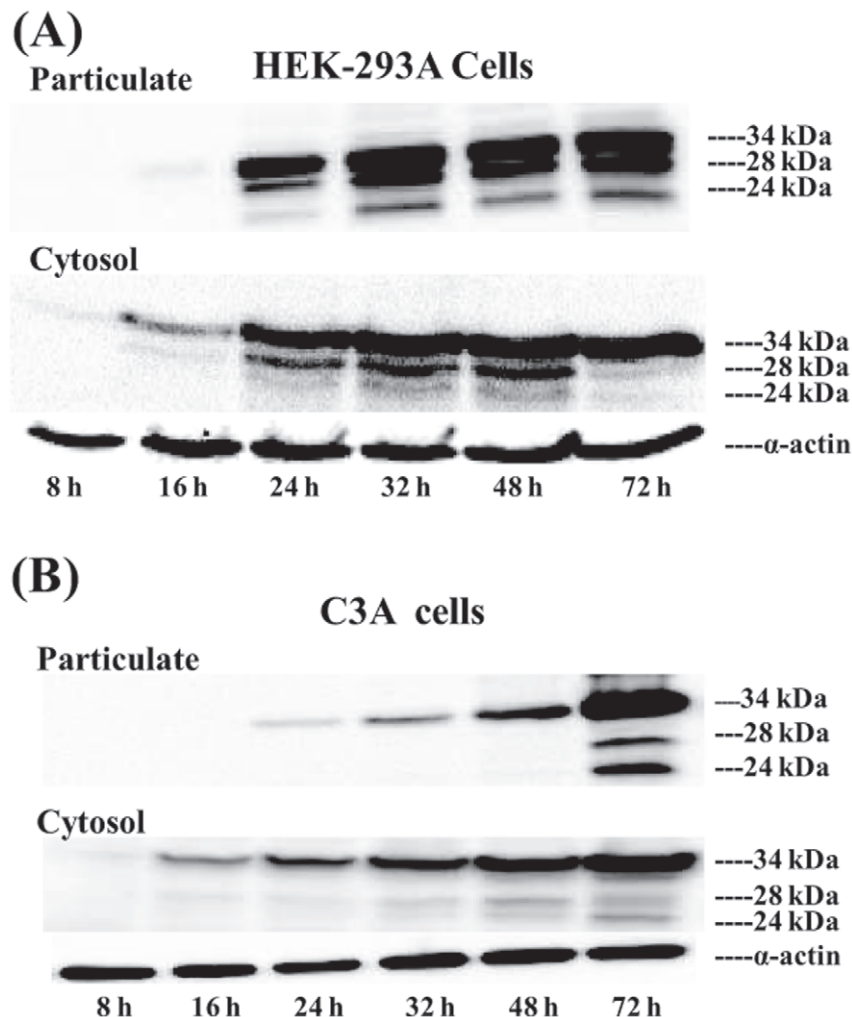 (A)
HEK-293A Cells
Particulate
----34 kDa
----28 kDa
----24 kDa
Cytosol
----34 kDa
----28 kDa
----24 kDa
----α-actin
8 h 16 h 24 h 32 h 48 h 72 h
(B)
C3A cells
Particulate
---34 kDa
---28 kDa
---24 kDa
Cytosol
----34 kDa
----28 kDa
----24 kDa
----α-actin
8 h 16 h 24 h 32 h 48 h 72 h